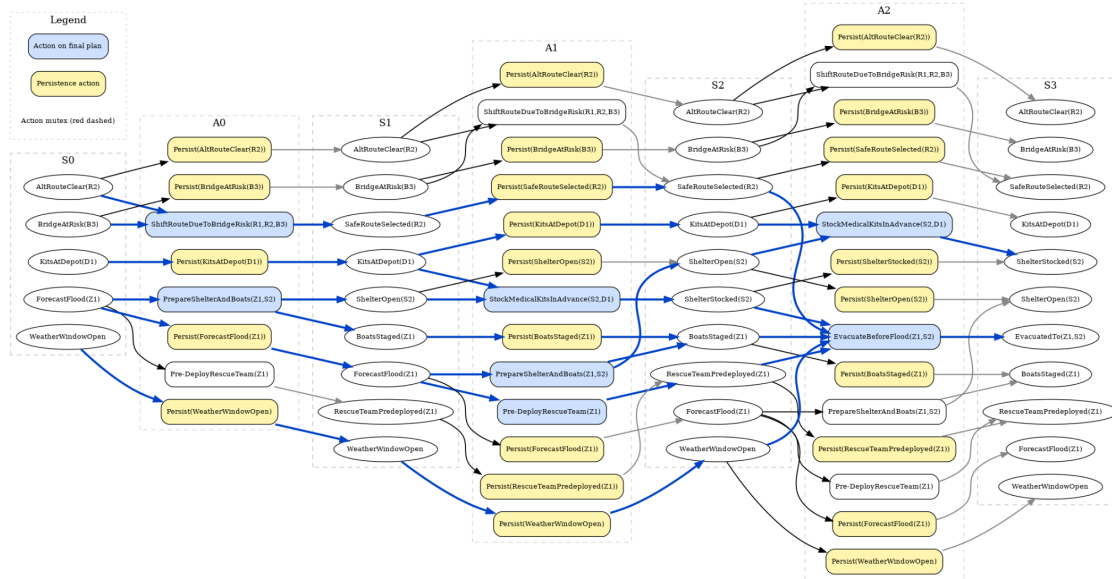 Legend
Action on final plan
Persistence action
Action mutex (red dashed)
S0
AltRouteClear(R2)
BridgeAtRisk(B3)
KitsAtDepot(D1)
ForecastFlood(Z1)
WeatherWindowOpen
A0
Persist(AltRouteClear(R2))
Persist(BridgeAtRisk(B3))
ShiftRouteDueToBridgeRisk(R1,R2,B3)
Persist(KitsAtDepot(D1))
PrepareShelterAndBoats(Z1,S2)
Persist(ForecastFlood(Z1))
Pre-DeployRescueTeam(Z1)
Persist(WeatherWindowOpen)
S1
AltRouteClear(R2)
BridgeAtRisk(B3)
SafeRouteSelected(R2)
KitsAtDepot(D1)
ShelterOpen(S2)
BoatsStaged(Z1)
ForecastFlood(Z1)
RescueTeamPredeployed(Z1)
WeatherWindowOpen
A1
Persist(AltRouteClear(R2))
ShiftRouteDueToBridgeRisk(R1,R2,B3)
Persist(BridgeAtRisk(B3))
Persist(SafeRouteSelected(R2))
Persist(KitsAtDepot(D1))
Persist(ShelterOpen(S2))
StockMedicalKitsInAdvance(S2,D1)
Persist(BoatsStaged(Z1))
PrepareShelterAndBoats(Z1,S2)
Pre-DeployRescueTeam(Z1)
Persist(ForecastFlood(Z1))
Persist(RescueTeamPredeployed(Z1))
Persist(WeatherWindowOpen)
S2
AltRouteClear(R2)
BridgeAtRisk(B3)
SafeRouteSelected(R2)
KitsAtDepot(D1)
ShelterOpen(S2)
ShelterStocked(S2)
BoatsStaged(Z1)
RescueTeamPredeployed(Z1)
ForecastFlood(Z1)
WeatherWindowOpen
A2
Persist(AltRouteClear(R2))
ShiftRouteDueToBridgeRisk(R1,R2,B3)
Persist(BridgeAtRisk(B3))
Persist(SafeRouteSelected(R2))
Persist(KitsAtDepot(D1))
StockMedicalKitsInAdvance(S2,D1)
Persist(ShelterStocked(S2))
Persist(ShelterOpen(S2))
EvacuateBeforeFlood(Z1,S2)
Persist(BoatsStaged(Z1))
PrepareShelterAndBoats(Z1,S2)
Persist(RescueTeamPredeployed(Z1))
Pre-DeployRescueTeam(Z1)
Persist(ForecastFlood(Z1))
Persist(WeatherWindowOpen)
S3
AltRouteClear(R2)
BridgeAtRisk(B3)
SafeRouteSelected(R2)
KitsAtDepot(D1)
ShelterStocked(S2)
ShelterOpen(S2)
EvacuatedTo(Z1,S2)
BoatsStaged(Z1)
RescueTeamPredeployed(Z1)
ForecastFlood(Z1)
WeatherWindowOpen